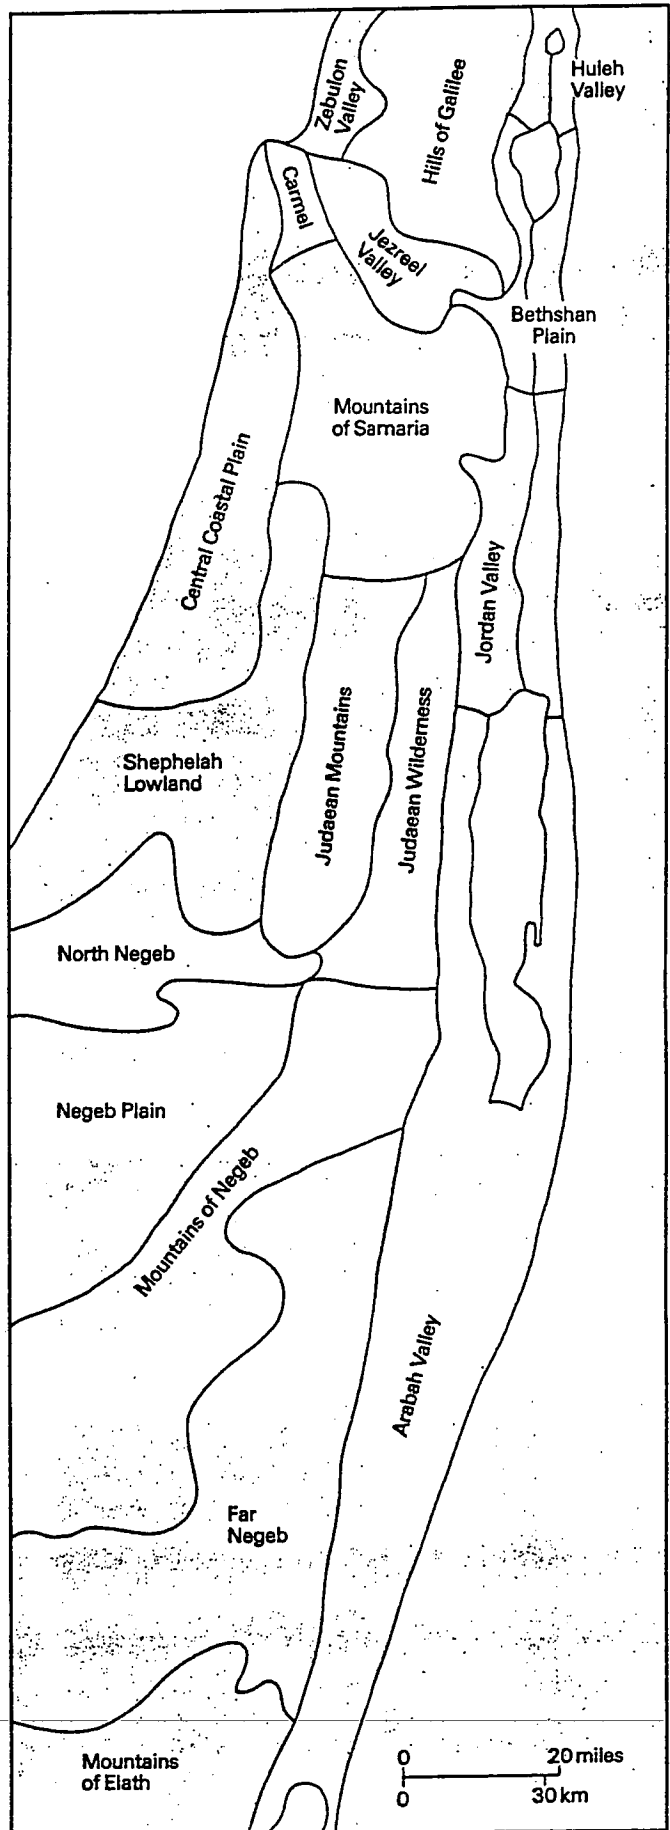 Zebulon
Valley
Hills of Galilee
Huleh
Valley
Carmel
Jezreel
Valley
Bethshan
Plain
Mountains
of Samaria
Central Coastal Plain
Jordan Valley
Shephelah
Lowland
Judaean Mountains
Judaean Wilderness
North Negeb
Negeb Plain
Mountains of Negeb
Arabah Valley
Far
Negeb
Mountains
of Elath
0 20 miles
0 30 km